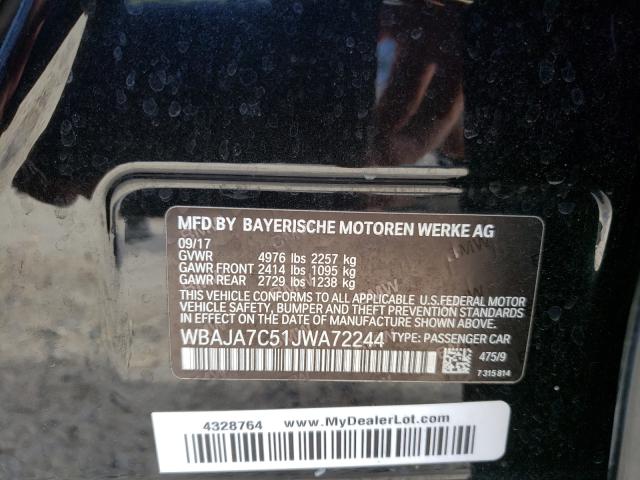 MFD BY BAYERISCHE MOTOREN WERKE AG
09/17
GVWR 4976 lbs 2257 kg
GAWR FRONT 2414 lbs 1095 kg
GAWR REAR 2729 lbs 1238 kg
THIS VEHICLE CONFORMS TO ALL APPLICABLE U.S.FEDERAL MOTOR
VEHICLE SAFETY, BUMPER, AND THEFT PREVENTION STANDARDS
IN EFFECT ON THE DATE OF MANUFACTURE SHOWN ABOVE.
WBAJA7C51JWA72244 TYPE: PASSENGER CAR
475/9
7 315 814
4328764 www.MyDealerLot.com